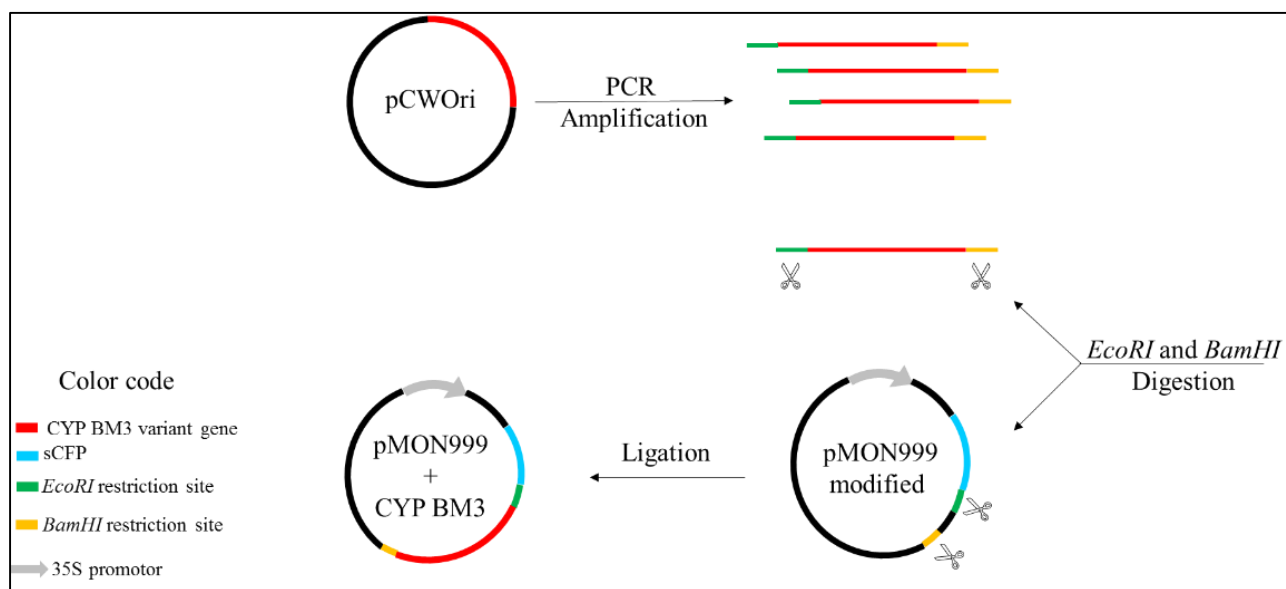 pCWOri
PCR
Amplification
EcoRI and BamHI
Digestion
pMON999
modified
Ligation
pMON999
+
CYP BM3
Color code
CYP BM3 variant gene
sCFP
EcoRI restriction site
BamHI restriction site
35S promotor